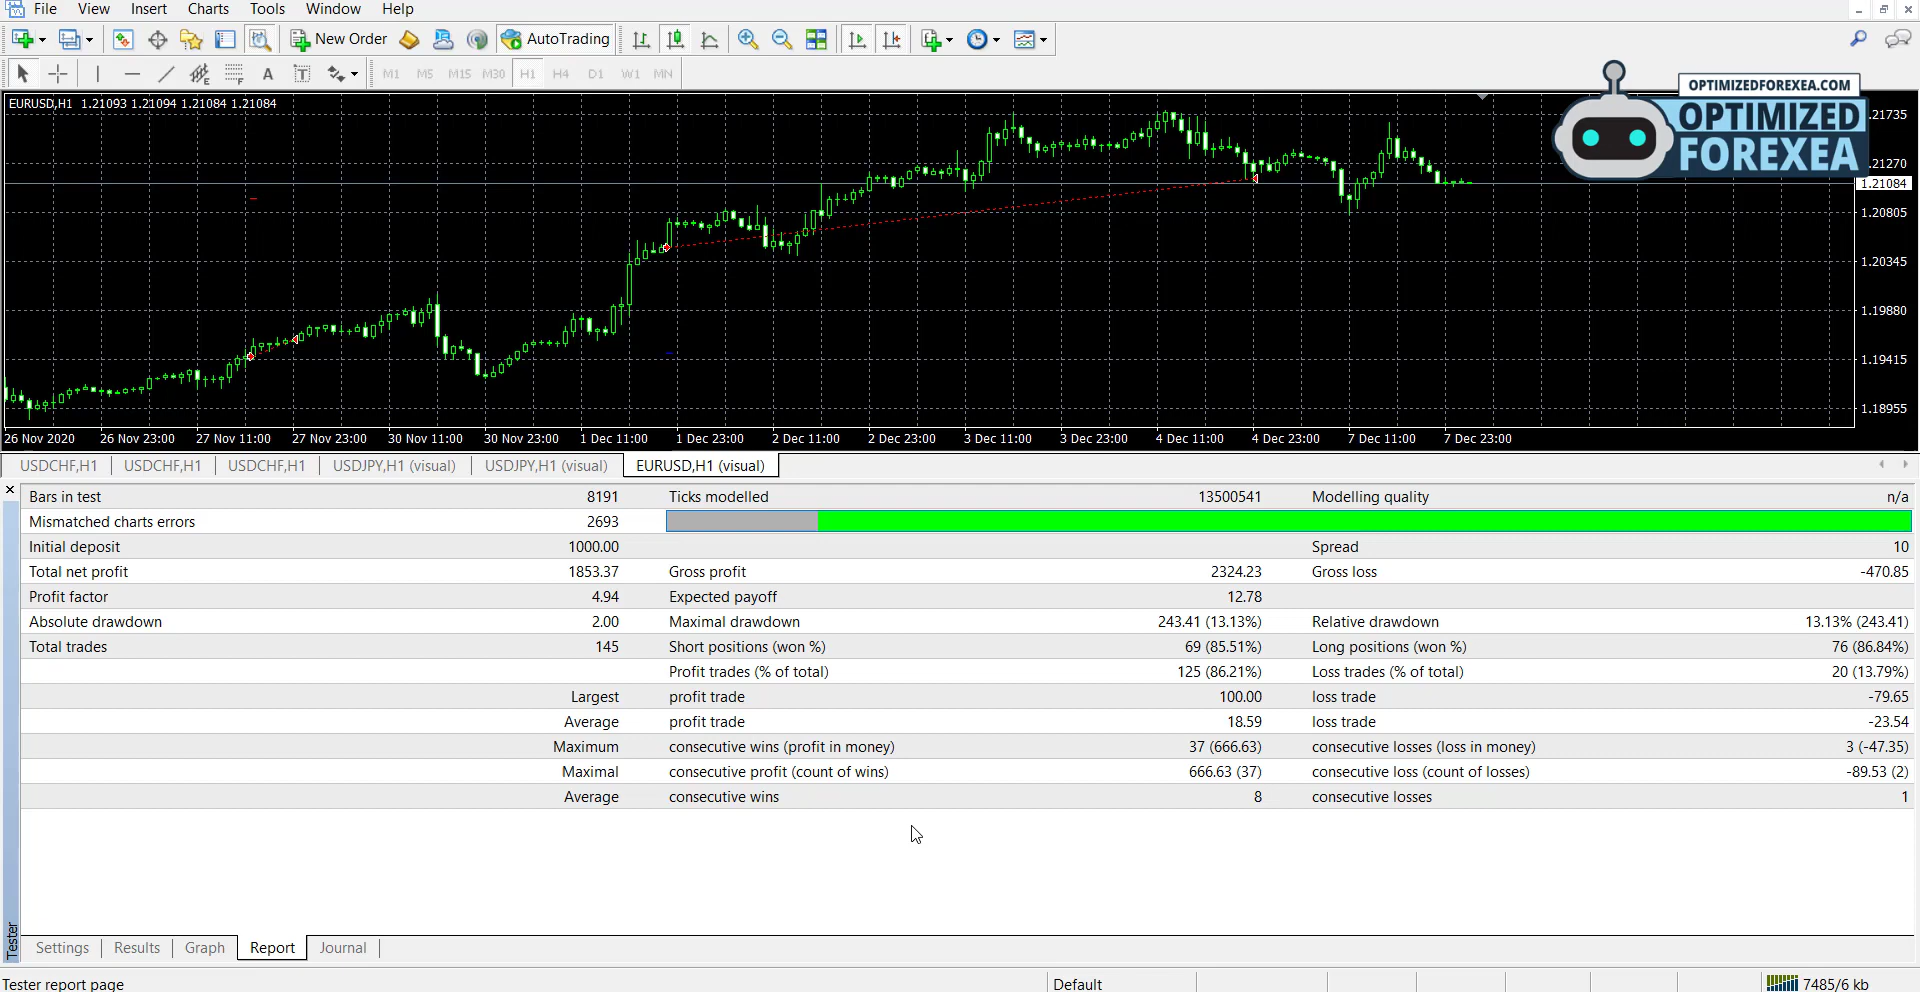 File View Insert Charts Tools Window Help
New Order AutoTrading
A T M1 M5 M15 M30 H1 H4 D1 W1 MN
EURUSD,H1 1.21093 1.21094 1.21084 1.21084
OPTIMIZEDFOREXEA.COM
OPTIMIZED
FOREXEA
.21735
.21270
1.21084
1.20805
1.20345
1.19880
1.19415
1.18955
26 Nov 2020 26 Nov 23:00 27 Nov 11:00 27 Nov 23:00 30 Nov 11:00 30 Nov 23:00 1 Dec 11:00 1 Dec 23:00 2 Dec 11:00 2 Dec 23:00 3 Dec 11:00 3 Dec 23:00 4 Dec 11:00 4 Dec 23:00 7 Dec 11:00 7 Dec 23:00
USDCHF,H1 USDCHF,H1 USDCHF,H1 USDJPY,H1 (visual) USDJPY,H1 (visual) EURUSD,H1 (visual)
Bars in test 8191 Ticks modelled 13500541 Modelling quality n/a
Mismatched charts errors 2693
Initial deposit 1000.00 Spread 10
Total net profit 1853.37 Gross profit 2324.23 Gross loss -470.85
Profit factor 4.94 Expected payoff 12.78
Absolute drawdown 2.00 Maximal drawdown 243.41 (13.13%) Relative drawdown 13.13% (243.41)
Total trades 145 Short positions (won %) 69 (85.51%) Long positions (won %) 76 (86.84%)
Profit trades (% of total) 125 (86.21%) Loss trades (% of total) 20 (13.79%)
Largest profit trade 100.00 loss trade -79.65
Average profit trade 18.59 loss trade -23.54
Maximum consecutive wins (profit in money) 37 (666.63) consecutive losses (loss in money) 3 (-47.35)
Maximal consecutive profit (count of wins) 666.63 (37) consecutive loss (count of losses) -89.53 (2)
Average consecutive wins 8 consecutive losses 1
Tester
Settings Results Graph Report Journal
Tester report page Default 7485/6 kb